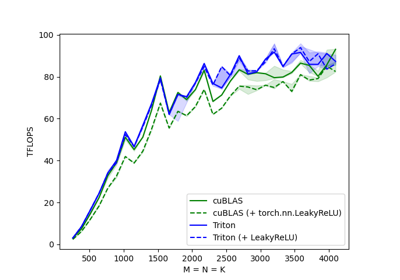 100
80
60
40
20
0
TFLOPS
500 1000 1500 2000 2500 3000 3500 4000
M = N = K
cuBLAS
cuBLAS (+ torch.nn.LeakyReLU)
Triton
Triton (+ LeakyReLU)